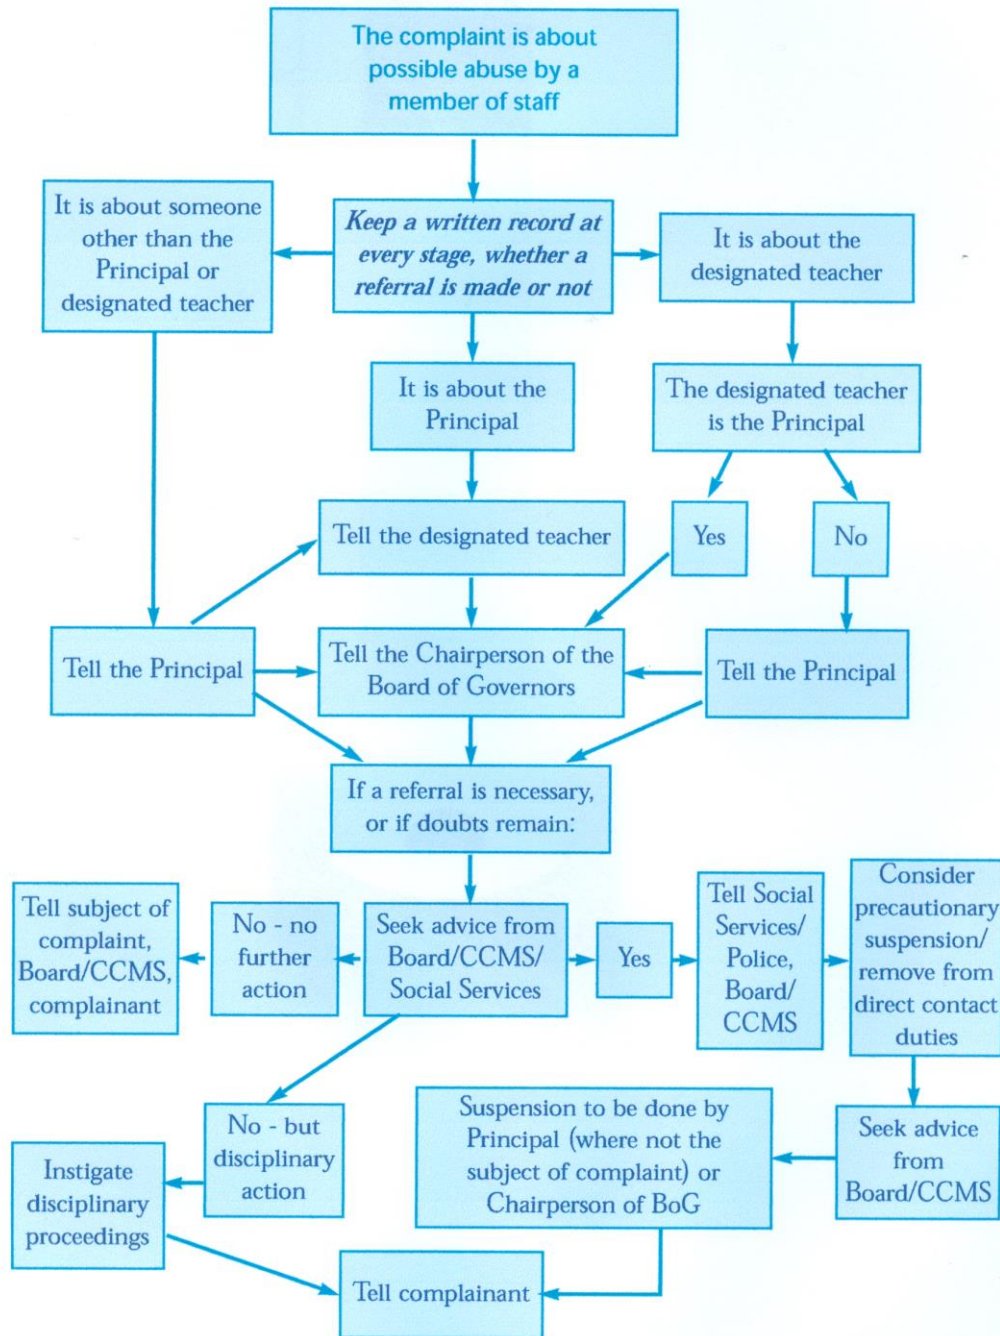 The complaint is about
possible abuse by a
member of staff
It is about someone
other than the
Principal or
designated teacher
Keep a written record at
every stage, whether a
referral is made or not
It is about the
designated teacher
It is about the
Principal
The designated teacher
is the Principal
Tell the designated teacher
Yes
No
Tell the Principal
Tell the Chairperson of the
Board of Governors
Tell the Principal
If a referral is necessary,
or if doubts remain:
Tell subject of
complaint,
Board/CCMS,
complainant
No - no
further
action
Seek advice from
Board/CCMS/
Social Services
Yes
Tell Social
Services/
Police,
Board/
CCMS
Consider
precautionary
suspension/
remove from
direct contact
duties
Instigate
disciplinary
proceedings
No - but
disciplinary
action
Suspension to be done by
Principal (where not the
subject of complaint) or
Chairperson of BoG
Seek advice
from
Board/CCMS
Tell complainant